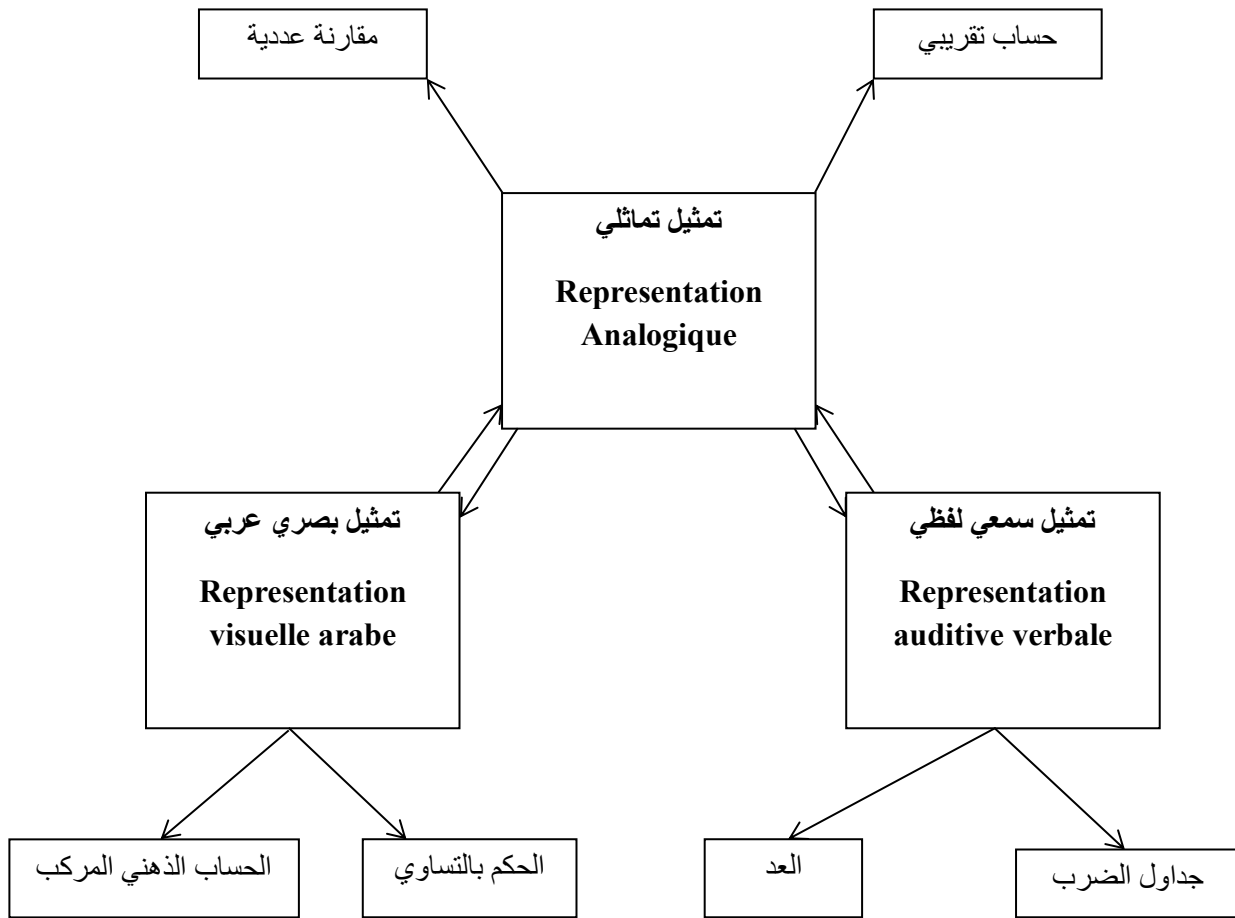 حساب تقريبي
مقارنة عددية
تمثيل تماثلي
Representation
Analogique
تمثيل سمعي لفظي
Representation
auditive verbale
تمثيل بصري عربي
Representation
visuelle arabe
جداول الضرب
العد
الحكم بالتساوي
الحساب الذهني المركب